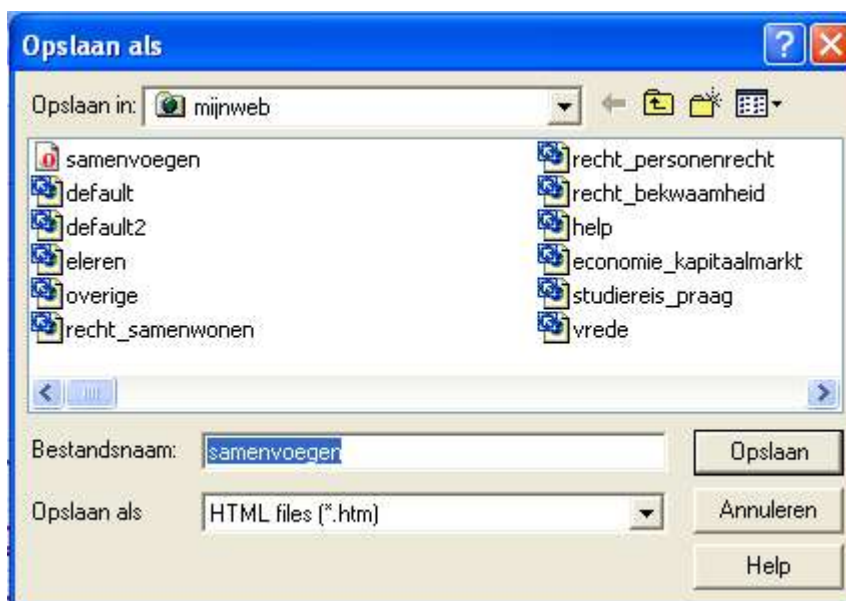 Opslaan als
Opslaan in: mijnweb
samenvoegen
default
default2
eleren
overige
recht_samenwonen
recht_personenrecht
recht_bekwaamheid
help
economie_kapitaalmarkt
studiereis_praag
vrede
Bestandsnaam: samenvoegen Opslaan
Opslaan als HTML files (*.htm) Annuleren
Help